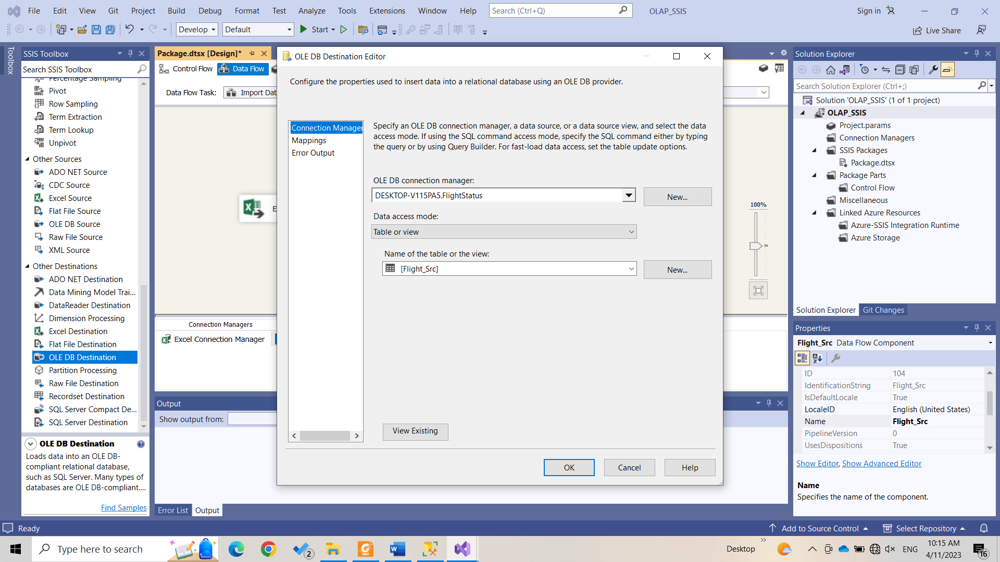 File Edit View Git Project Build Debug Format Test Analyze Tools Extensions Window Help Search (Ctrl+Q) OLAP_SSIS Sign in
Develop Default Start Live Share
Toolbox
SSIS Toolbox
Search SSIS Toolbox
Percentage Sampling
Pivot
Row Sampling
Term Extraction
Term Lookup
Unpivot
Other Sources
ADO NET Source
CDC Source
Excel Source
Flat File Source
OLE DB Source
Raw File Source
XML Source
Other Destinations
ADO NET Destination
Data Mining Model Trai...
DataReader Destination
Dimension Processing
Excel Destination
Flat File Destination
OLE DB Destination
Partition Processing
Raw File Destination
Recordset Destination
SQL Server Compact De...
SQL Server Destination
OLE DB Destination
Loads data into an OLE DB-
compliant relational database,
such as SQL Server. Many types of
databases are OLE DB-compliant....
Find Samples
Package.dtsx [Design]*
Control Flow Data Flow
Data Flow Task: Import Dat
E
Connection Managers
Excel Connection Manager
100%
Output
Show output from:
Error List Output
OLE DB Destination Editor
Configure the properties used to insert data into a relational database using an OLE DB provider.
Connection Manager
Mappings
Error Output
Specify an OLE DB connection manager, a data source, or a data source view, and select the data
access mode. If using the SQL command access mode, specify the SQL command either by typing
the query or by using Query Builder. For fast-load data access, set the table update options.
OLE DB connection manager:
DESKTOP-V115PA5.FlightStatus New...
Data access mode:
Table or view
Name of the table or the view:
[Flight_Src] New...
View Existing
OK Cancel Help
Solution Explorer
Search Solution Explorer (Ctrl+;)
Solution 'OLAP_SSIS' (1 of 1 project)
OLAP_SSIS
Project.params
Connection Managers
SSIS Packages
Package.dtsx
Package Parts
Control Flow
Miscellaneous
Linked Azure Resources
Azure-SSIS Integration Runtime
Azure Storage
Solution Explorer Git Changes
Properties
Flight_Src Data Flow Component
ID 104
IdentificationString Flight_Src
IsDefaultLocale True
LocaleID English (United States)
Name Flight_Src
PipelineVersion 0
UsesDispositions True
Show Editor, Show Advanced Editor
Name
Specifies the name of the component.
Ready Add to Source Control Select Repository
Type here to search 2 Desktop ENG 10:15 AM
4/11/2023 16